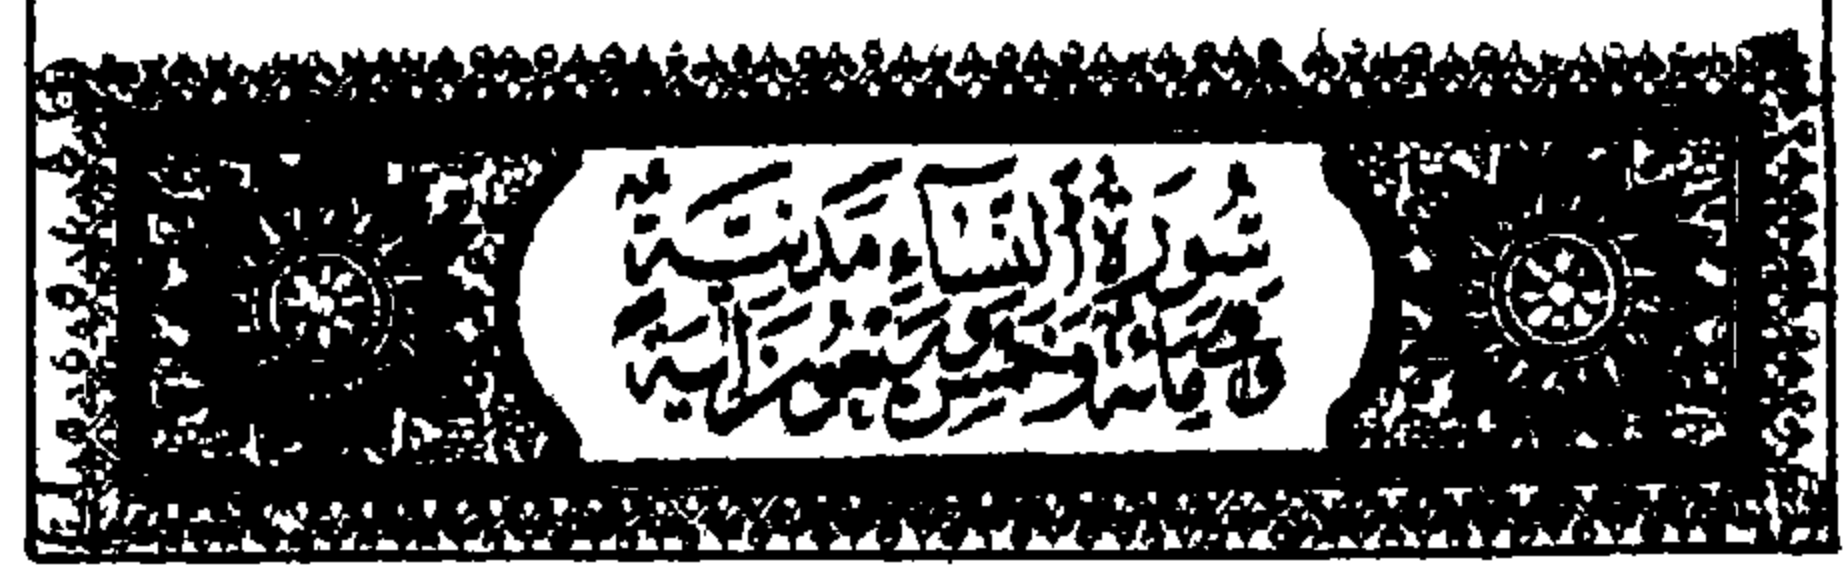 سُورَةُ النِّسَاءِ مَدَنِيَّةٌ
وَهِيَ مِائَةٌ وَخَمْسٌ وَسَبْعُونَ آيَةً